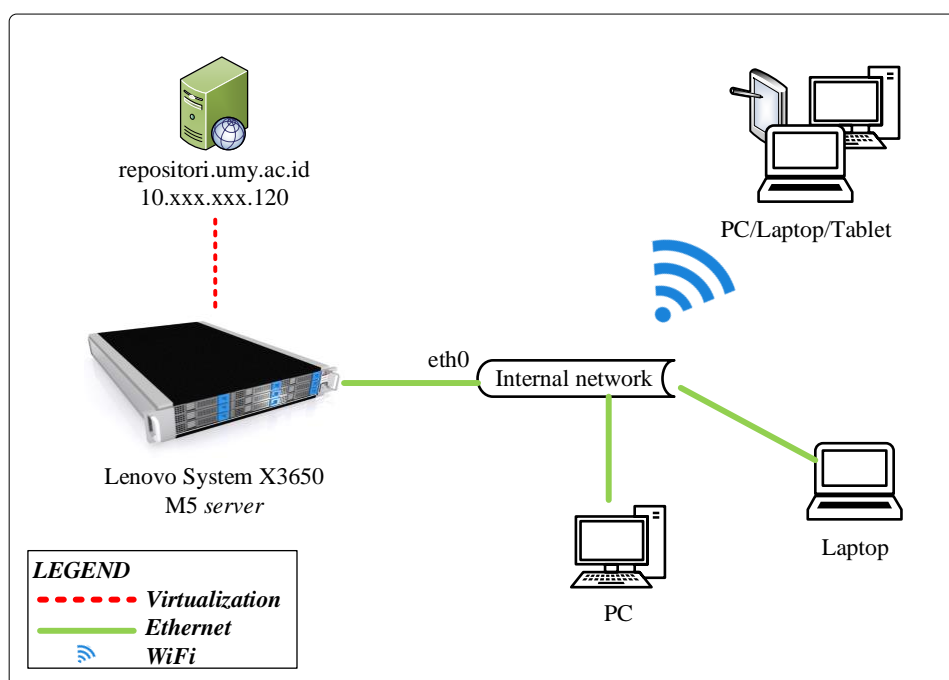 repositori.umy.ac.id
10.xxx.xxx.120
PC/Laptop/Tablet
eth0
Internal network
Lenovo System X3650
M5 server
Laptop
PC
LEGEND
Virtualization
Ethernet
WiFi